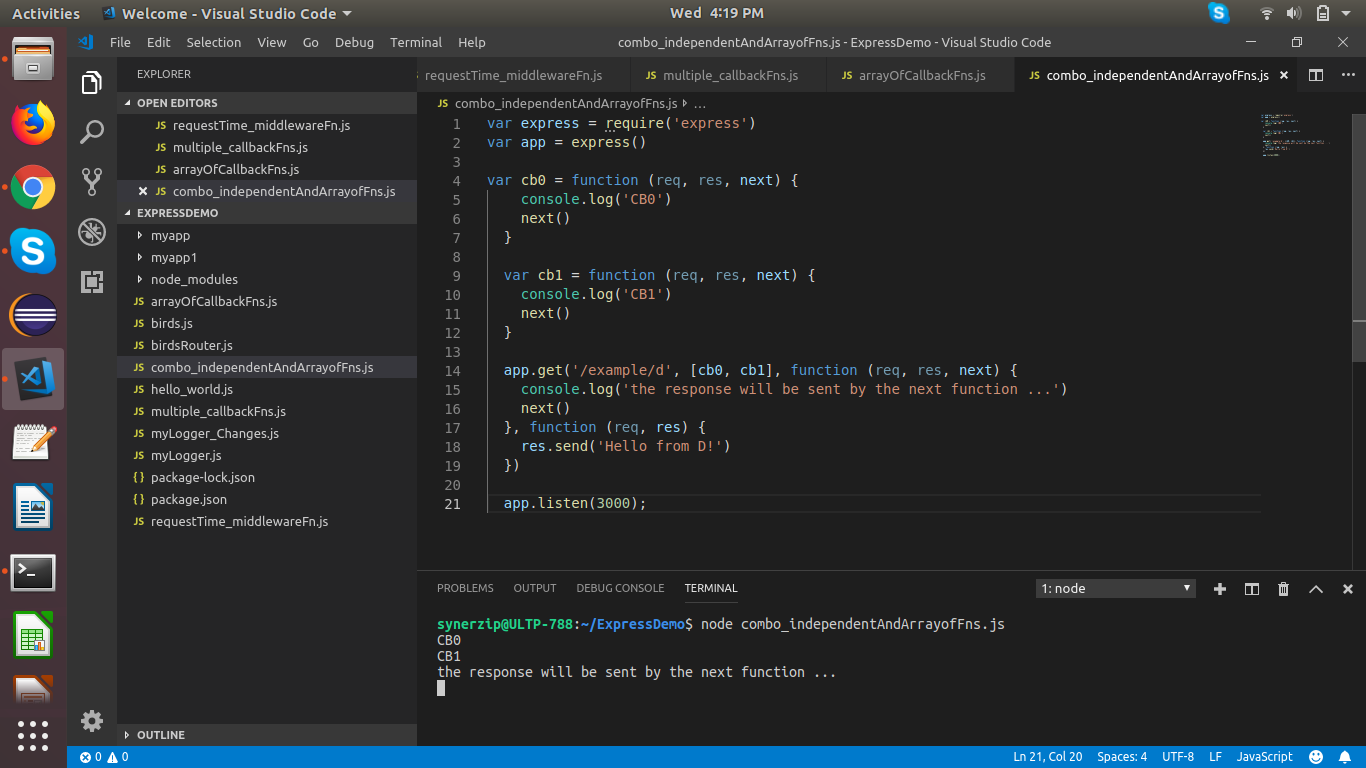 Activities
Welcome - Visual Studio Code
Wed 4:19 PM
File Edit Selection View Go Debug Terminal Help
combo_independentAndArrayofFns.js - ExpressDemo - Visual Studio Code
EXPLORER
OPEN EDITORS
JS requestTime_middlewareFn.js
JS multiple_callbackFns.js
JS arrayOfCallbackFns.js
JS combo_independentAndArrayofFns.js
EXPRESSDEMO
myapp
myapp1
node_modules
JS arrayOfCallbackFns.js
JS birds.js
JS birdsRouter.js
JS combo_independentAndArrayofFns.js
JS hello_world.js
JS multiple_callbackFns.js
JS myLogger_Changes.js
JS myLogger.js
{ } package-lock.json
{ } package.json
JS requestTime_middlewareFn.js
OUTLINE
requestTime_middlewareFn.js JS multiple_callbackFns.js JS arrayOfCallbackFns.js JS combo_independentAndArrayofFns.js
JS combo_independentAndArrayofFns.js ...
1 var express = require('express')
2 var app = express()
3
4 var cb0 = function (req, res, next) {
5 console.log('CB0')
6 next()
7 }
8
9 var cb1 = function (req, res, next) {
10 console.log('CB1')
11 next()
12 }
13
14 app.get('/example/d', [cb0, cb1], function (req, res, next) {
15 console.log('the response will be sent by the next function ...')
16 next()
17 }, function (req, res) {
18 res.send('Hello from D!')
19 })
20
21 app.listen(3000);
PROBLEMS OUTPUT DEBUG CONSOLE TERMINAL
1: node
synerzip@ULTP-788:~/ExpressDemo$ node combo_independentAndArrayofFns.js
CB0
CB1
the response will be sent by the next function ...
0 0
Ln 21, Col 20 Spaces: 4 UTF-8 LF JavaScript